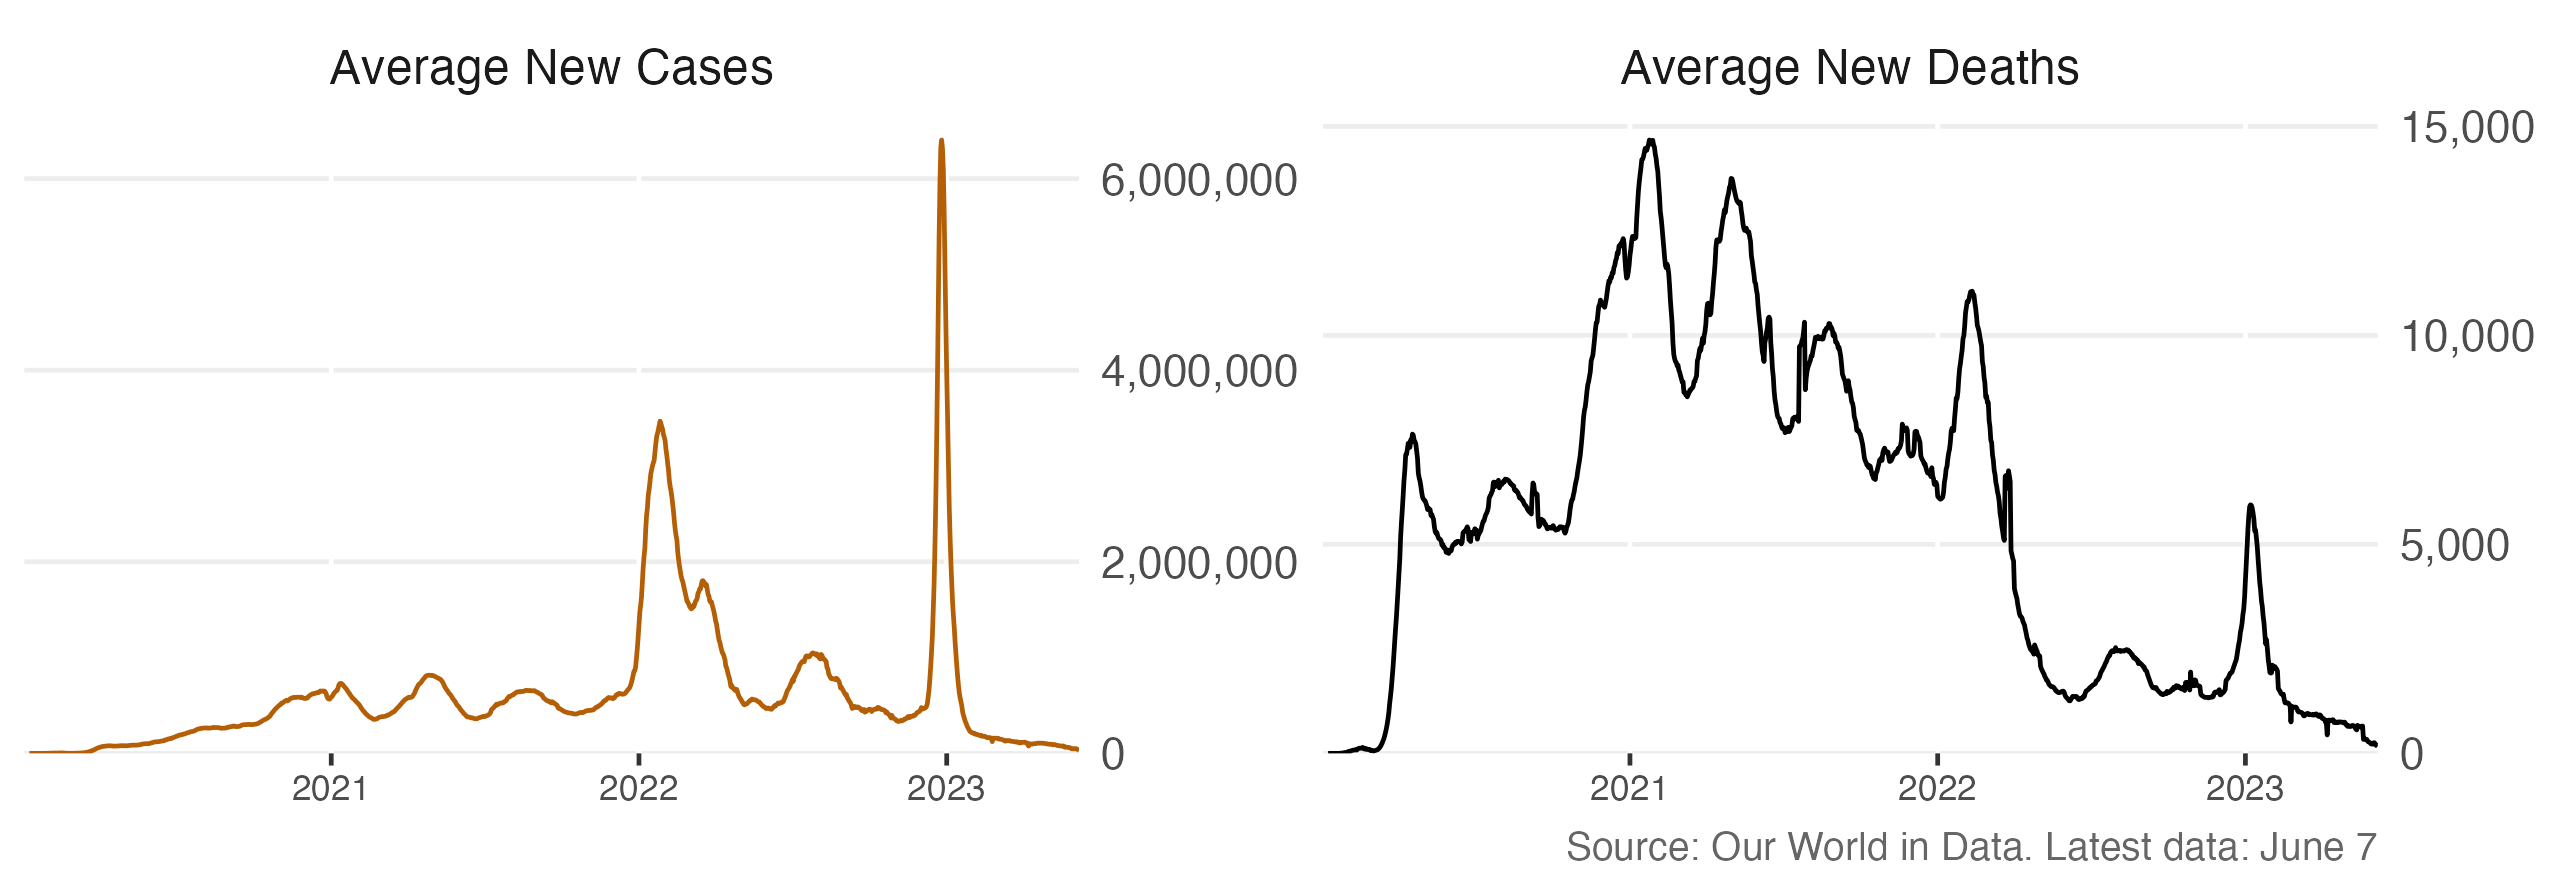 Average New Cases
6,000,000
4,000,000
2,000,000
0
2021 2022 2023
Average New Deaths
15,000
10,000
5,000
0
2021 2022 2023
Source: Our World in Data. Latest data: June 7